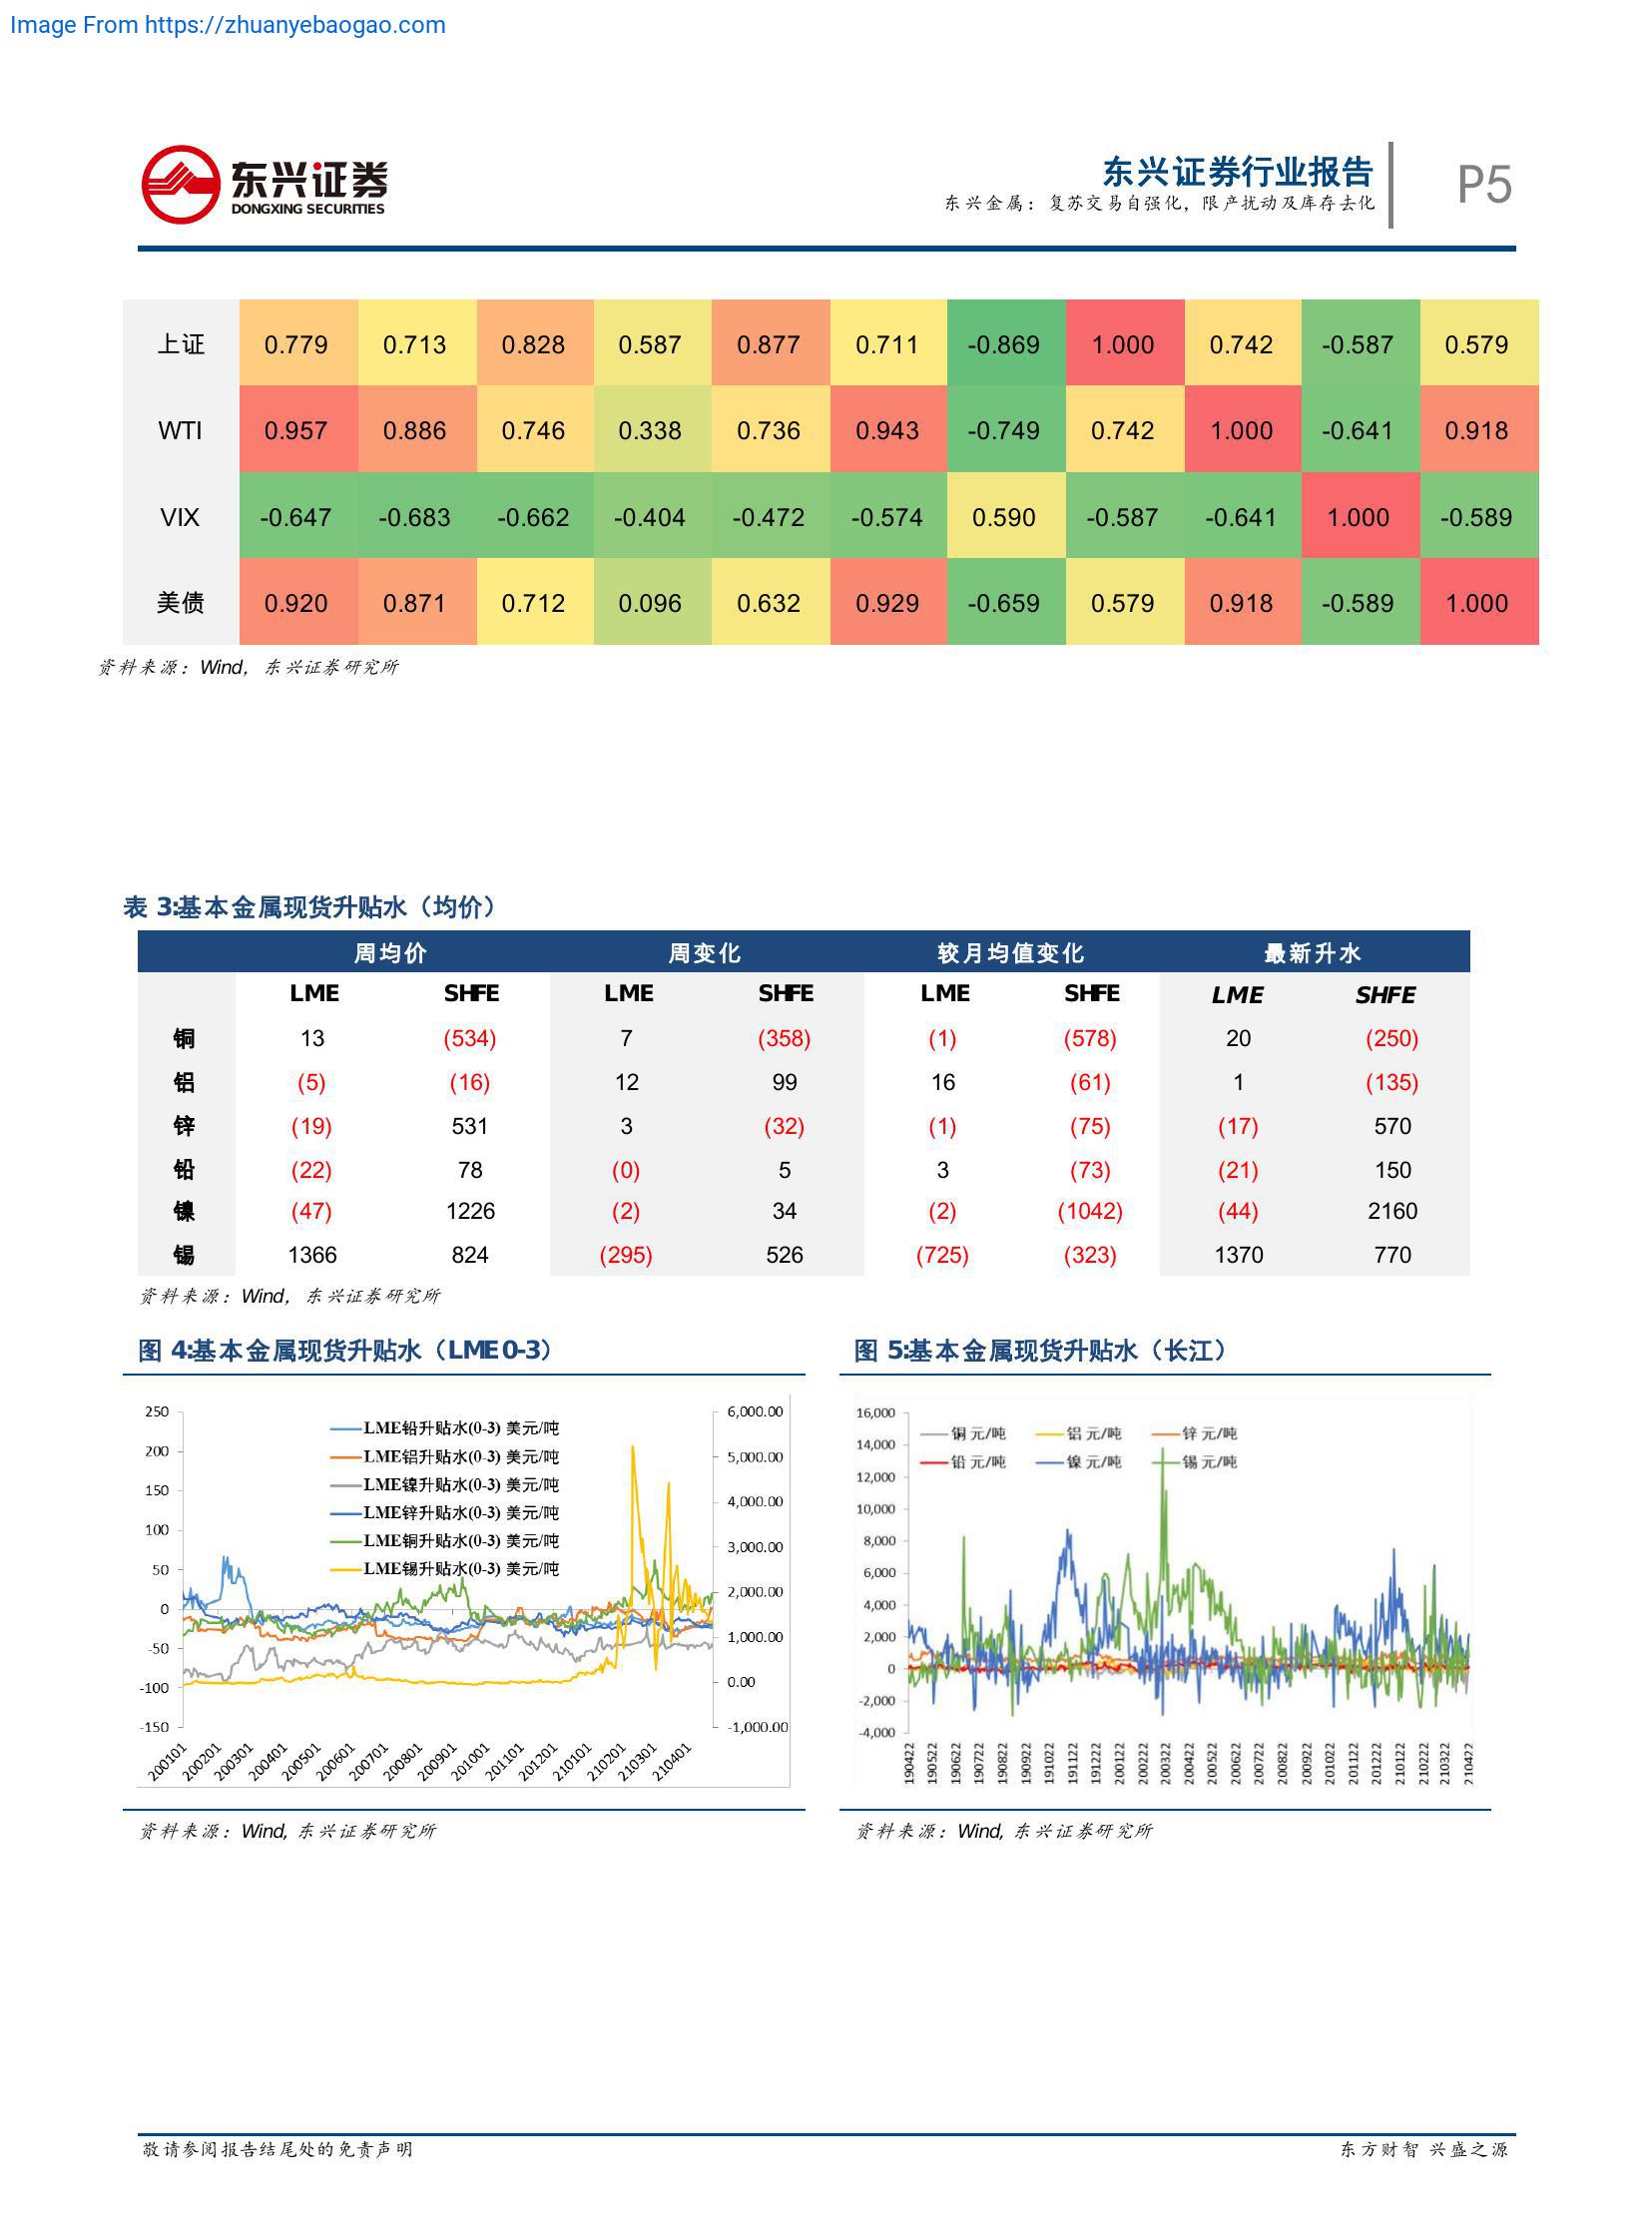 Image From https://zhuanyebaogao.com
东兴证券
DONGXING SECURITIES
东兴证券行业报告
东兴金属：复苏交易自强化，限产扰动及库存去化
P5
上证 0.779 0.713 0.828 0.587 0.877 0.711 -0.869 1.000 0.742 -0.587 0.579
WTI 0.957 0.886 0.746 0.338 0.736 0.943 -0.749 0.742 1.000 -0.641 0.918
VIX -0.647 -0.683 -0.662 -0.404 -0.472 -0.574 0.590 -0.587 -0.641 1.000 -0.589
美债 0.920 0.871 0.712 0.096 0.632 0.929 -0.659 0.579 0.918 -0.589 1.000
资料来源：Wind，东兴证券研究所
表 3:基本金属现货升贴水（均价）
周均价 周变化 较月均值变化 最新升水
LME SHFE LME SHFE LME SHFE LME SHFE
铜 13 (534) 7 (358) (1) (578) 20 (250)
铝 (5) (16) 12 99 16 (61) 1 (135)
锌 (19) 531 3 (32) (1) (75) (17) 570
铅 (22) 78 (0) 5 3 (73) (21) 150
镍 (47) 1226 (2) 34 (2) (1042) (44) 2160
锡 1366 824 (295) 526 (725) (323) 1370 770
资料来源：Wind，东兴证券研究所
图 4:基本金属现货升贴水（LME0-3）
250
200
150
100
50
0
-50
-100
-150
LME铅升贴水(0-3) 美元/吨
LME铝升贴水(0-3) 美元/吨
LME镍升贴水(0-3) 美元/吨
LME锌升贴水(0-3) 美元/吨
LME铜升贴水(0-3) 美元/吨
LME锡升贴水(0-3) 美元/吨
6,000.00
5,000.00
4,000.00
3,000.00
2,000.00
1,000.00
0.00
-1,000.00
200101 200201 200301 200401 200501 200601 200701 200801 200901 201001 201101 201201 210101 210201 210301 210401
资料来源：Wind, 东兴证券研究所
图 5:基本金属现货升贴水（长江）
16,000
14,000
12,000
10,000
8,000
6,000
4,000
2,000
0
-2,000
-4,000
铜 元/吨 铝 元/吨 锌 元/吨
铅 元/吨 镍 元/吨 锡 元/吨
190422 190522 190622 190722 190822 190922 191022 191122 191222 200122 200222 200322 200422 200522 200622 200722 200822 200922 201022 201122 201222 210122 210222 210322 210422
资料来源：Wind, 东兴证券研究所
敬请参阅报告结尾处的免责声明
东方财智 兴盛之源